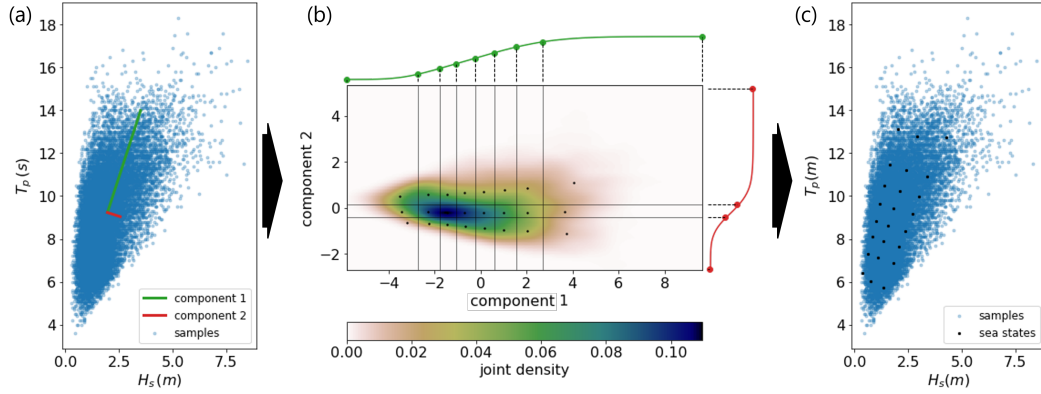 (a)
18
16
14
12
10
8
6
4
T_p (s)
0.0 2.5 5.0 7.5
H_s (m)
component 1
component 2
samples
(b)
4
2
0
−2
component 2
−4 −2 0 2 4 6 8
component 1
0.00 0.02 0.04 0.06 0.08 0.10
joint density
(c)
18
16
14
12
10
8
6
4
T_p (m)
0.0 2.5 5.0 7.5
H_s (m)
samples
sea states